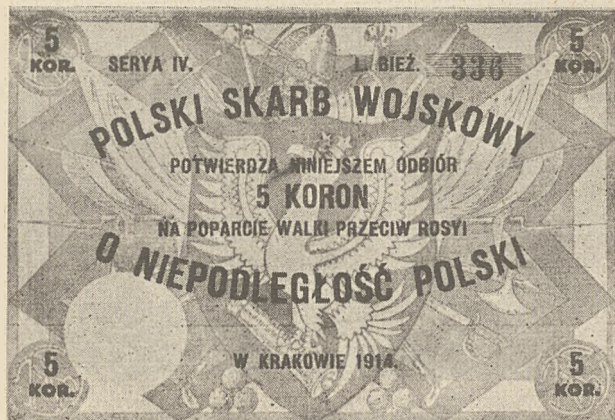 5 KOR.
SERYA IV.
L. BIEŻ. 336
5 KOR.
POLSKI SKARB WOJSKOWY
POTWIERDZA NINIEJSZEM ODBIÓR
5 KORON
NA POPARCIE WALKI PRZECIW ROSYI
O NIEPODLEGŁOŚĆ POLSKI
W KRAKOWIE 1914.
5 KOR.
5 KOR.